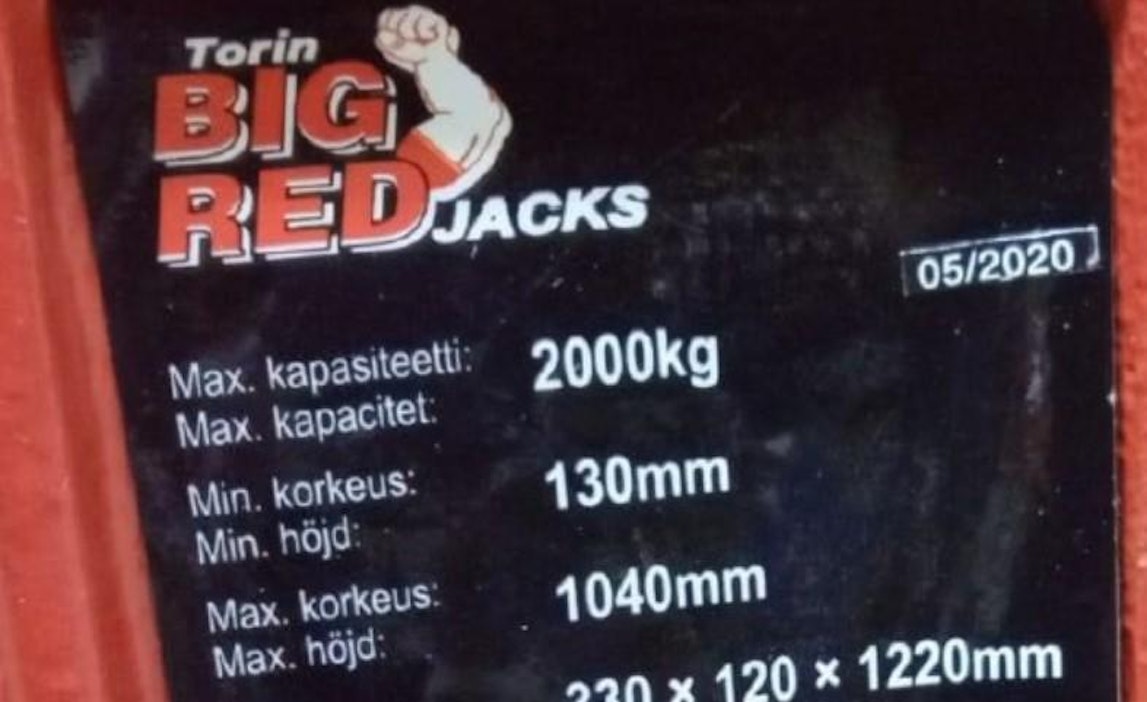 Torin
BIG
RED JACKS
05/2020
Max. kapasiteetti: 2000kg
Max. kapacitet:
Min. korkeus: 130mm
Min. höjd:
Max. korkeus: 1040mm
Max. höjd:
230 × 120 × 1220mm